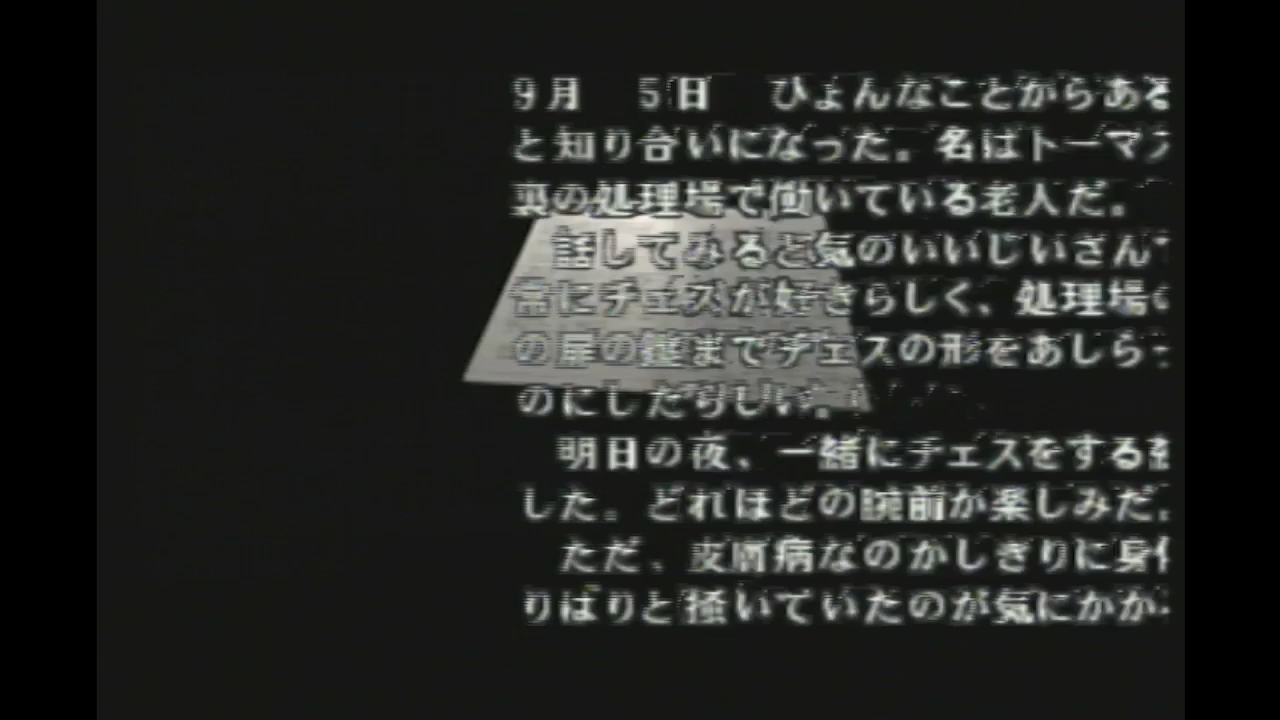 9月　5日　ひょんなことからある
と知り合いになった。名はトーマス
裏の処理場で働いている老人だ。
話してみると気のいいじいさんで
常にチェスが好きらしく、処理場の
の扉の鍵までチェスの形をあしらっ
のにしたらしい。
明日の夜、一緒にチェスをする
した。どれほどの腕前か楽しみだ。
ただ、皮膚病なのかしきりに身体
りぽりと掻いていたのが気にかか